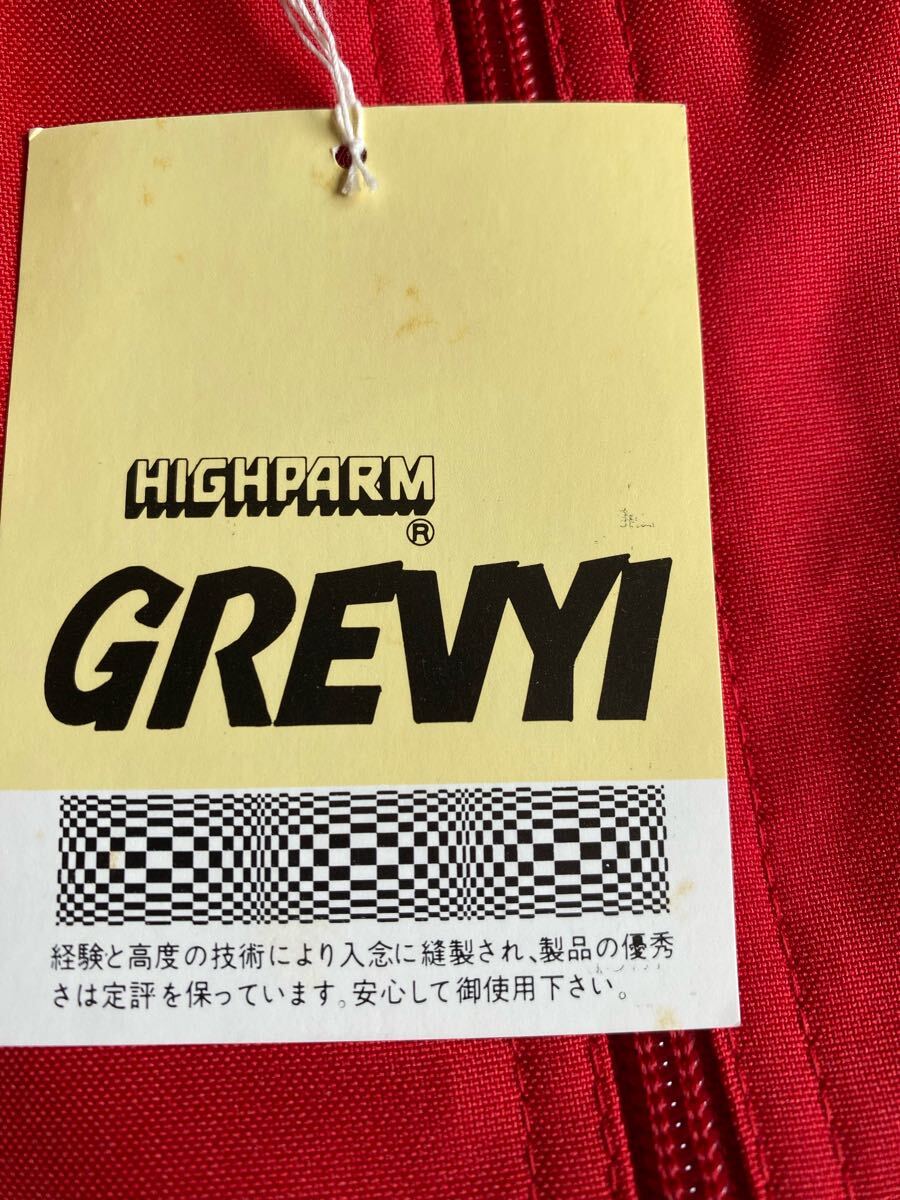 HIGHPARM
®
GREVYI
経験と高度の技術により入念に縫製され、製品の優秀
さは定評を保っています。安心して御使用下さい。